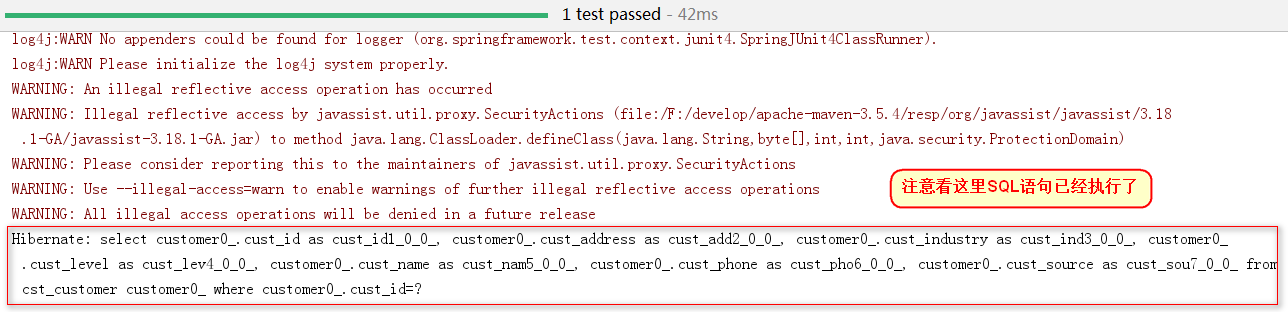 1 test passed - 42ms
log4j:WARN No appenders could be found for logger (org.springframework.test.context.junit4.SpringJUnit4ClassRunner).
log4j:WARN Please initialize the log4j system properly.
WARNING: An illegal reflective access operation has occurred
WARNING: Illegal reflective access by javassist.util.proxy.SecurityActions (file:/F:/develop/apache-maven-3.5.4/resp/org/javassist/javassist/3.18
.1-GA/javassist-3.18.1-GA.jar) to method java.lang.ClassLoader.defineClass(java.lang.String,byte[],int,int,java.security.ProtectionDomain)
WARNING: Please consider reporting this to the maintainers of javassist.util.proxy.SecurityActions
WARNING: Use --illegal-access=warn to enable warnings of further illegal reflective access operations
注意看这里SQL语句已经执行了
WARNING: All illegal access operations will be denied in a future release
Hibernate: select customer0_.cust_id as cust_id1_0_0_, customer0_.cust_address as cust_add2_0_0_, customer0_.cust_industry as cust_ind3_0_0_, customer0_
.cust_level as cust_lev4_0_0_, customer0_.cust_name as cust_nam5_0_0_, customer0_.cust_phone as cust_pho6_0_0_, customer0_.cust_source as cust_sou7_0_0_ from
cst_customer customer0_ where customer0_.cust_id=?